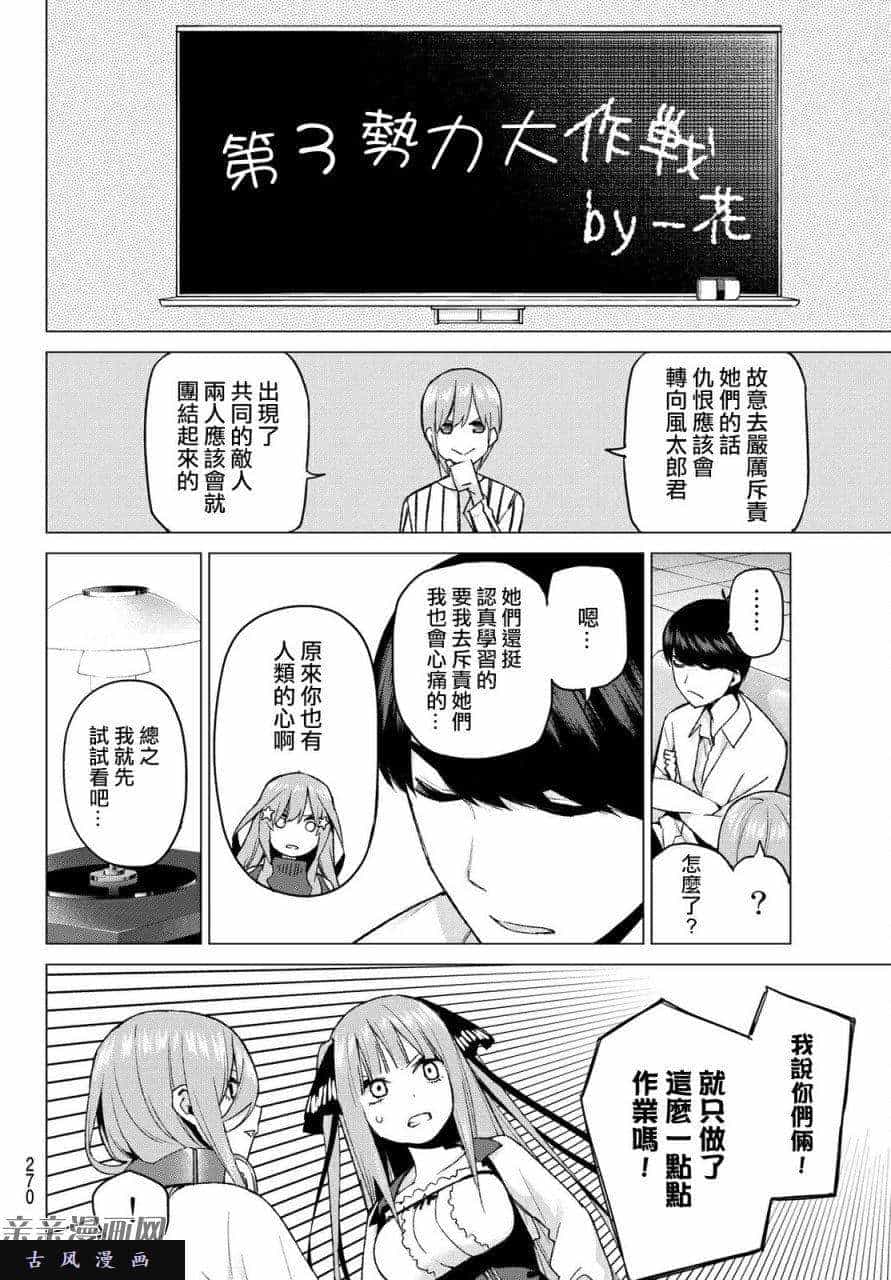 第3勢力大作戦
by一花
故意去嚴厲斥責
她們的話
仇恨應該會
轉向風太郎君
出現了
共同的敵人
兩人應該會就
團結起來的
……
?
怎麼了?
嗯…
她們還挺
認真學習的
要我去斥責她們
我也會心痛的…
原來你也有
人類的心啊
總之
我就先
試試看吧…
我說你們倆!
就只做了
這麼一點點
作業嗎!
!
270
亲亲漫画网
古风漫画